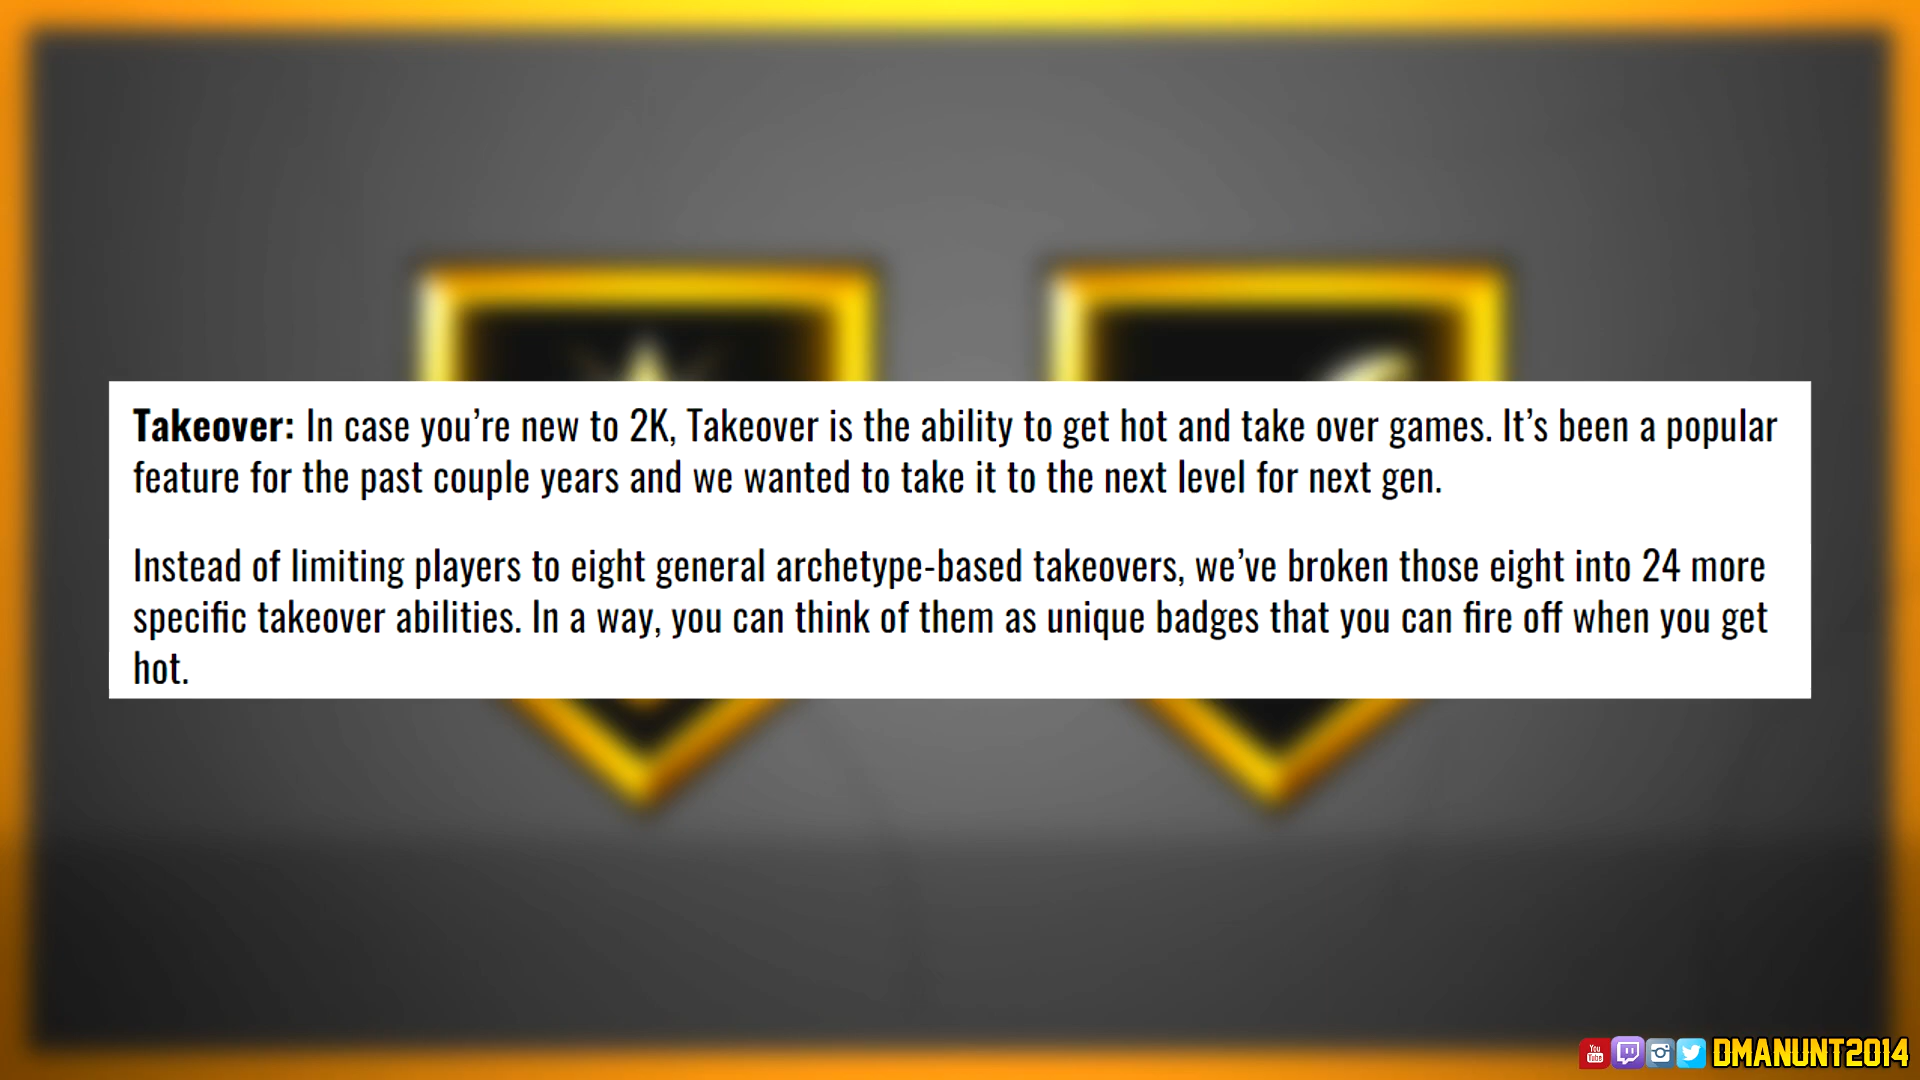 Takeover: In case you’re new to 2K, Takeover is the ability to get hot and take over games. It’s been a popular
feature for the past couple years and we wanted to take it to the next level for next gen.
Instead of limiting players to eight general archetype-based takeovers, we’ve broken those eight into 24 more
specific takeover abilities. In a way, you can think of them as unique badges that you can fire off when you get
hot.
You Tube DMANUNT2014